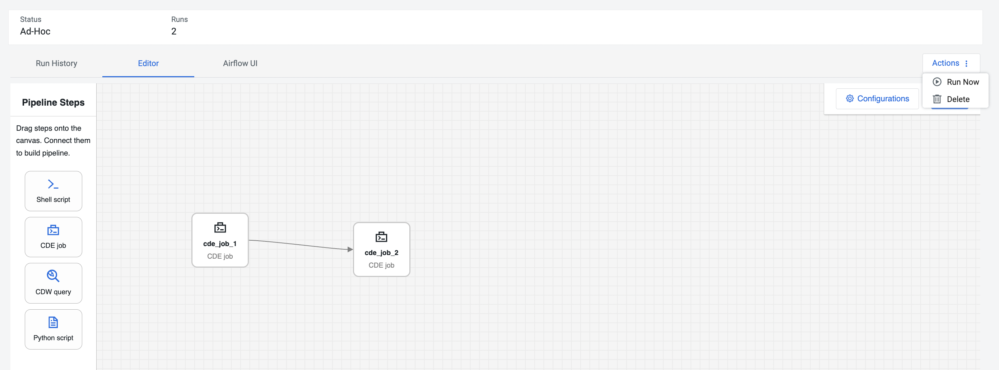 Status
Runs
Ad-Hoc
2
Run History
Editor
Airflow UI
Actions
Run Now
Delete
Configurations
Pipeline Steps
Drag steps onto the
canvas. Connect them
to build pipeline.
Shell script
CDE job
CDW query
Python script
cde_job_1
CDE job
cde_job_2
CDE job